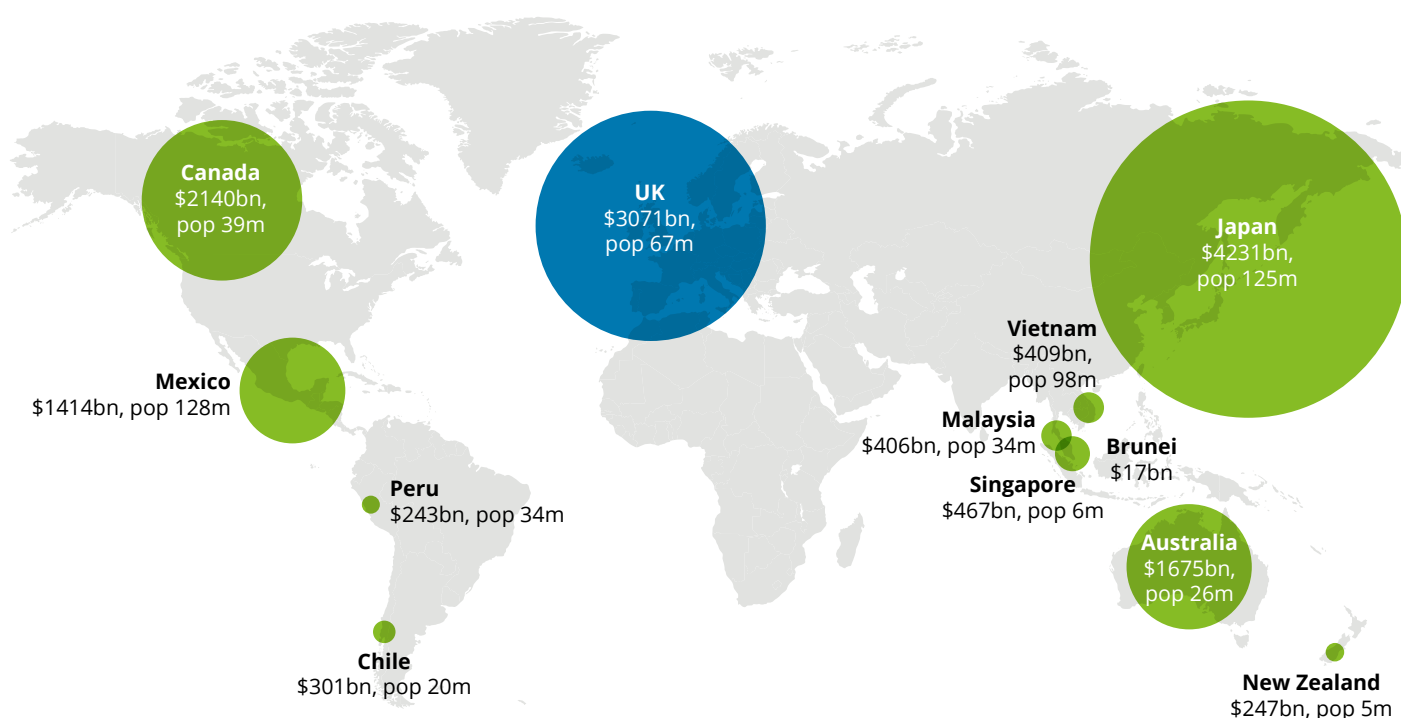 Canada
$2140bn,
pop 39m
UK
$3071bn,
pop 67m
Japan
$4231bn,
pop 125m
Vietnam
$409bn,
pop 98m
Mexico
$1414bn, pop 128m
Malaysia
$406bn, pop 34m
Brunei
$17bn
Singapore
$467bn, pop 6m
Peru
$243bn, pop 34m
Australia
$1675bn,
pop 26m
Chile
$301bn, pop 20m
New Zealand
$247bn, pop 5m